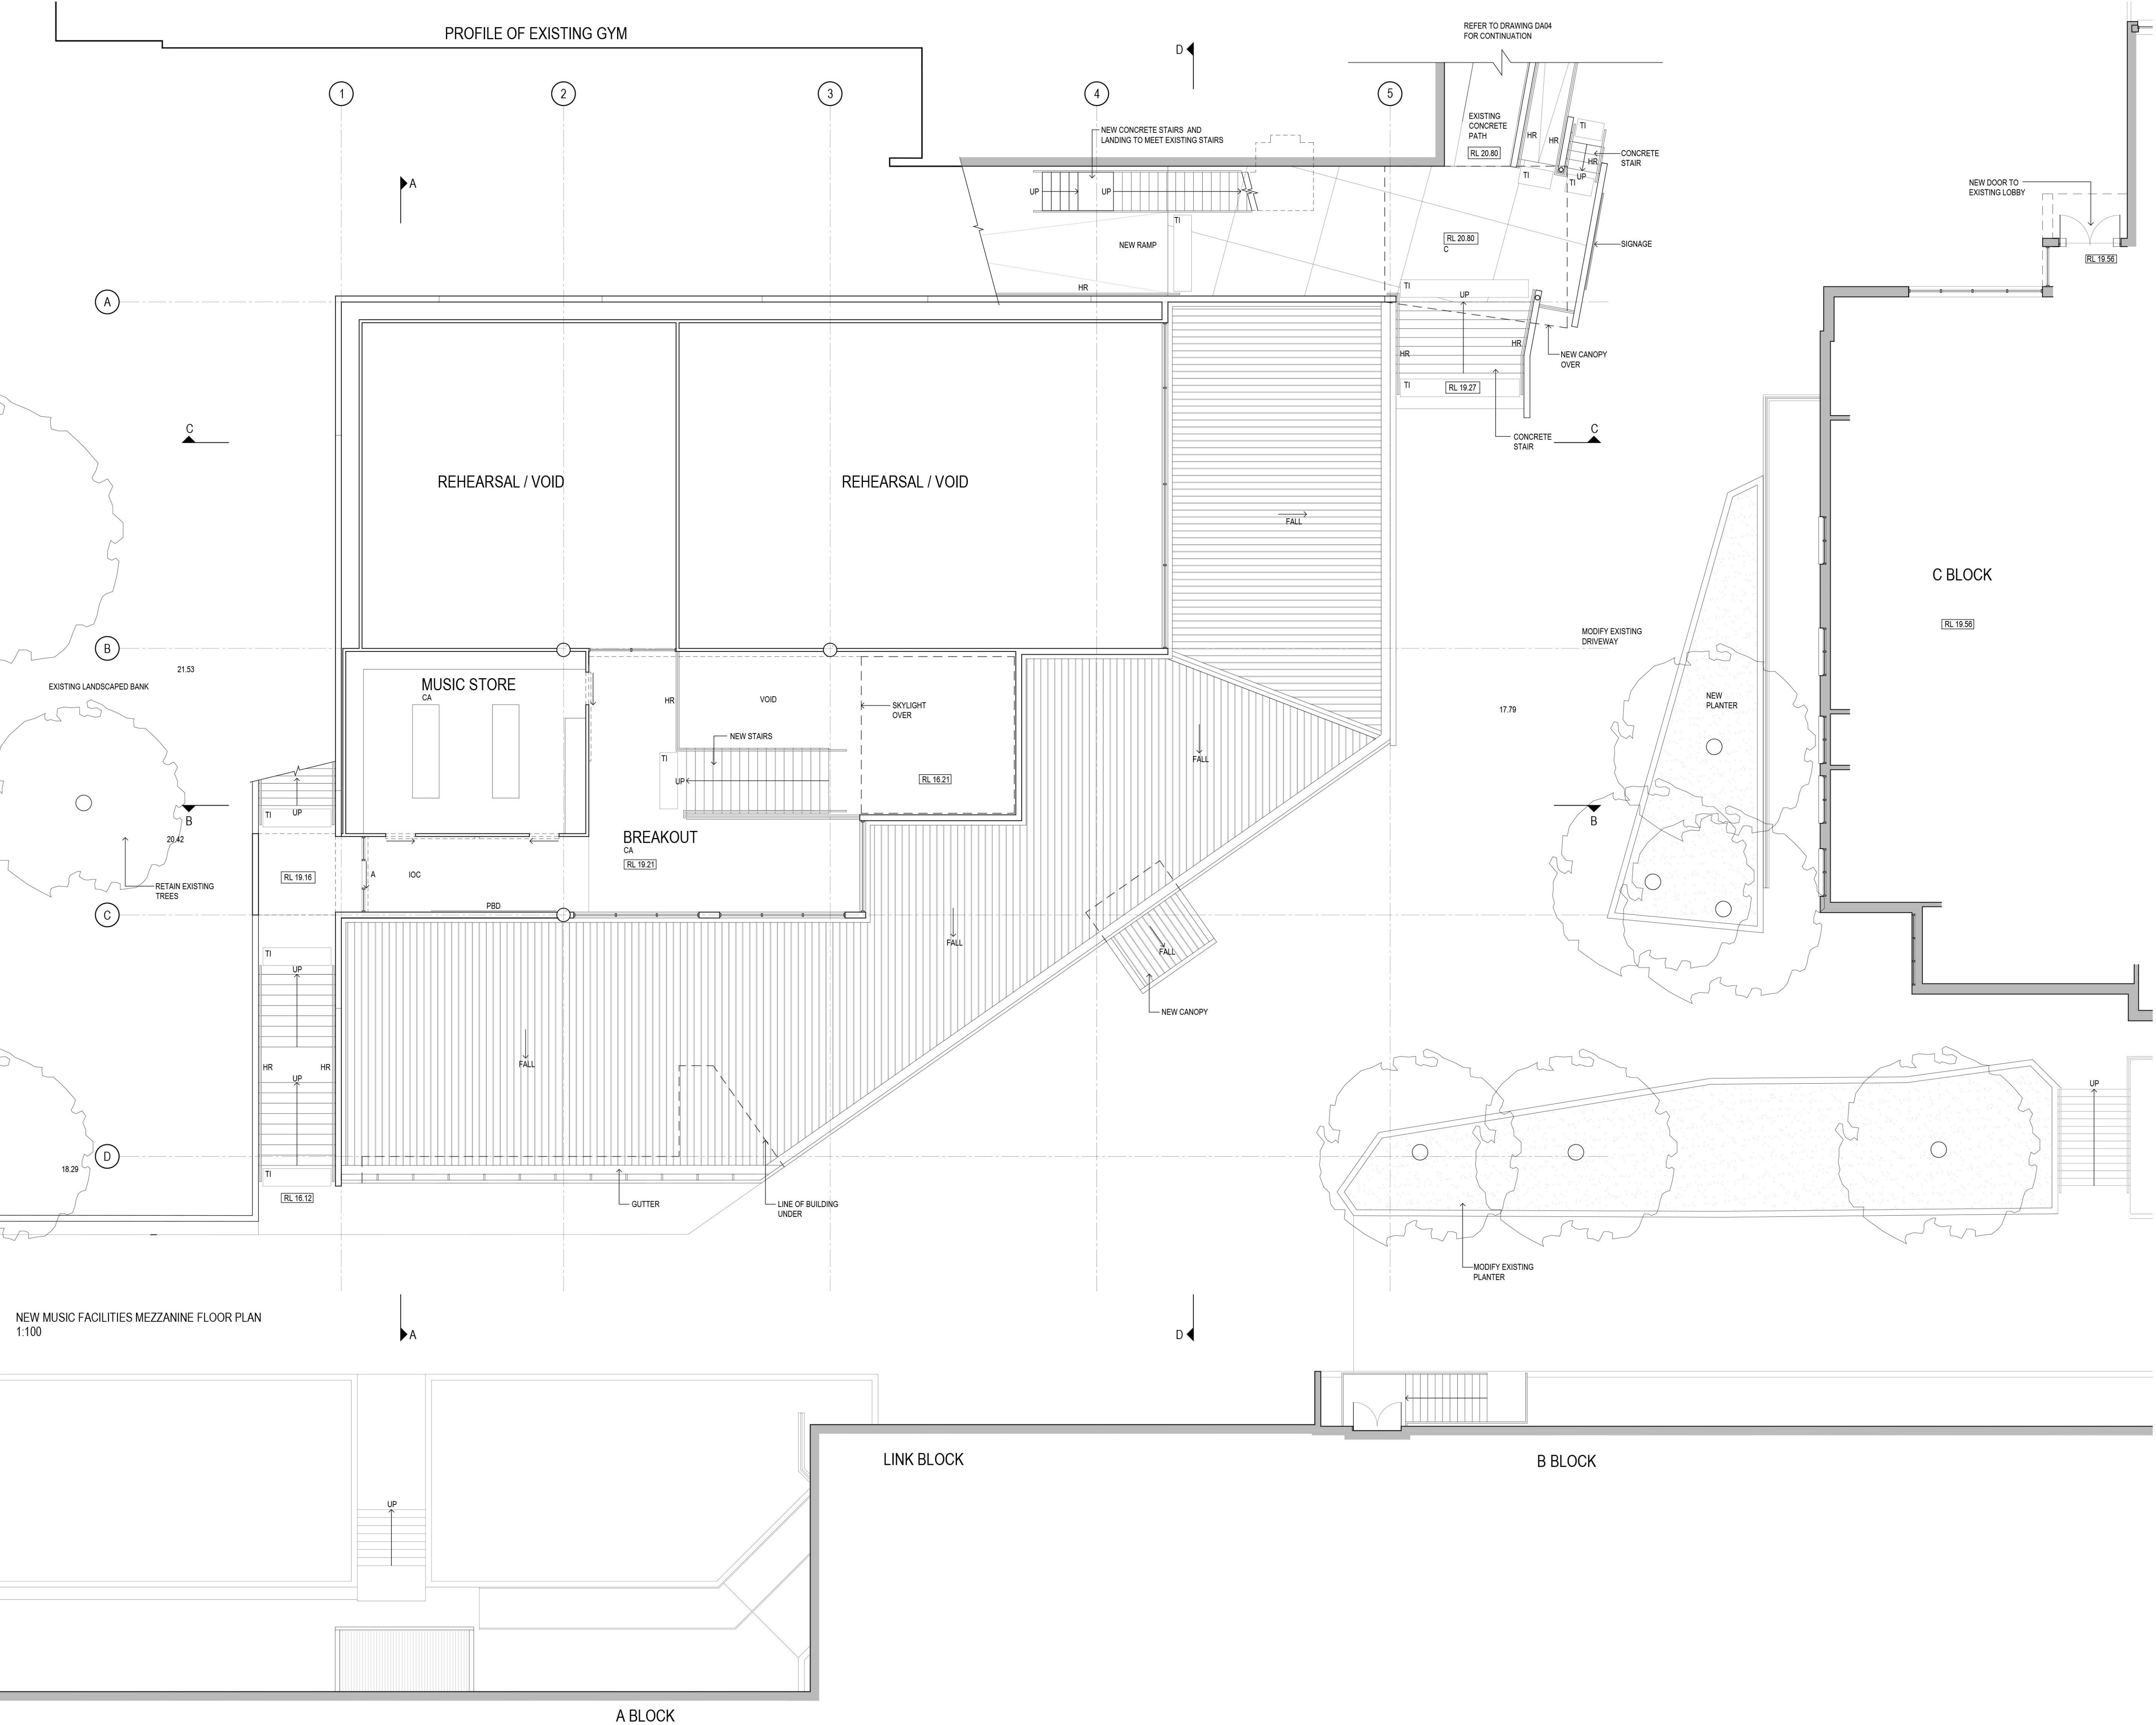 PROFILE OF EXISTING GYM
REFER TO DRAWING DA04
FOR CONTINUATION
D
1
2
3
4
5
A
NEW CONCRETE STAIRS AND
LANDING TO MEET EXISTING STAIRS
EXISTING
CONCRETE
PATH
RL 20.80
HR
HR
TI
HR
UP
TI
TI
CONCRETE
STAIR
NEW DOOR TO
EXISTING LOBBY
UP
UP
TI
NEW RAMP
RL 20.80
C
SIGNAGE
RL 19.56
HR
TI
UP
A
HR
HR
NEW CANOPY
OVER
TI
RL 19.27
C
C
CONCRETE
STAIR
REHEARSAL / VOID
REHEARSAL / VOID
FALL
C BLOCK
RL 19.56
MODIFY EXISTING
DRIVEWAY
B
21.53
EXISTING LANDSCAPED BANK
MUSIC STORE
CA
HR
VOID
SKYLIGHT
OVER
NEW
PLANTER
17.79
NEW STAIRS
TI
UP
FALL
RL 16.21
UP
TI
B
B
20.42
BREAKOUT
CA
RL 19.21
RL 19.16
A
IOC
RETAIN EXISTING
TREES
PBD
C
FALL
FALL
TI
UP
NEW CANOPY
FALL
HR
HR
UP
UP
D
18.29
TI
RL 16.12
GUTTER
LINE OF BUILDING
UNDER
MODIFY EXISTING
PLANTER
NEW MUSIC FACILITIES MEZZANINE FLOOR PLAN
1:100
A
D
LINK BLOCK
B BLOCK
UP
A BLOCK